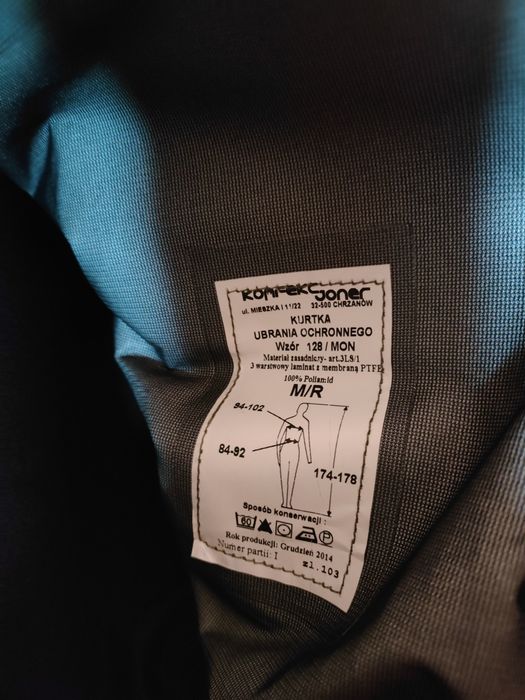 Konfekcjoner
ul. MIESZKA I 11/22 32-500 CHRZANÓW
KURTKA
UBRANIA OCHRONNEGO
Wzór 128/MON
Materiał zasadniczy- art.3LS/1
3 warstwowy laminat z membraną PTFE
100% Poliamid
M/R
94-102
84-92
174-178
Sposób konserwacji :
60 P
Rok produkcji: Grudzień 2014
Numer partii: I
zl.103